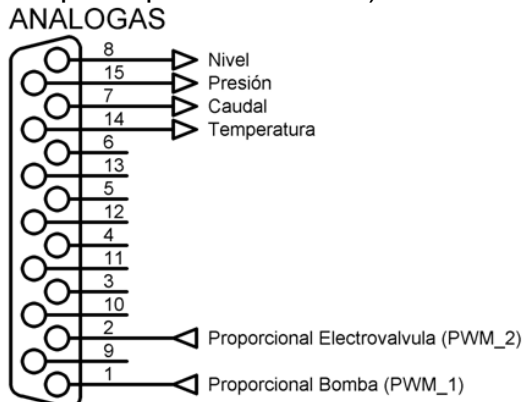 ANALOGAS
8 Nivel
15 Presión
7 Caudal
14 Temperatura
6
13
5
12
4
11
3
10
2 Proporcional Electrovalvula (PWM_2)
9
1 Proporcional Bomba (PWM_1)